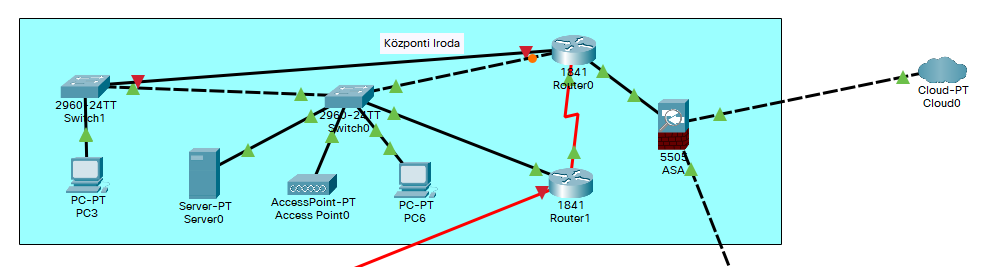 Központi Iroda
1841
Router0
Cloud-PT
Cloud0
2960-24TT
Switch1
2960-24TT
Switch0
5505
ASA
PC-PT
PC3
Server-PT
Server0
AccessPoint-PT
Access Point0
PC-PT
PC6
1841
Router1